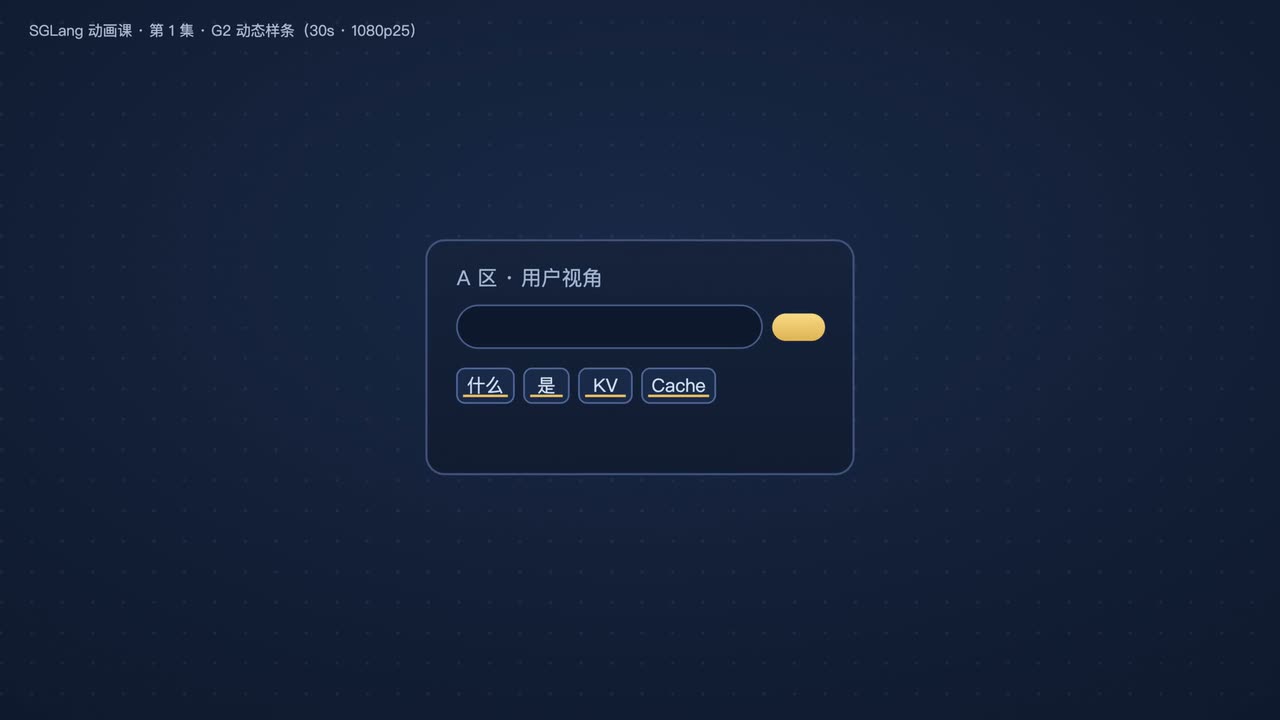 SGLang 动画课 · 第 1 集 · G2 动态样条（30s · 1080p25）
A 区 · 用户视角
什么 是 KV Cache